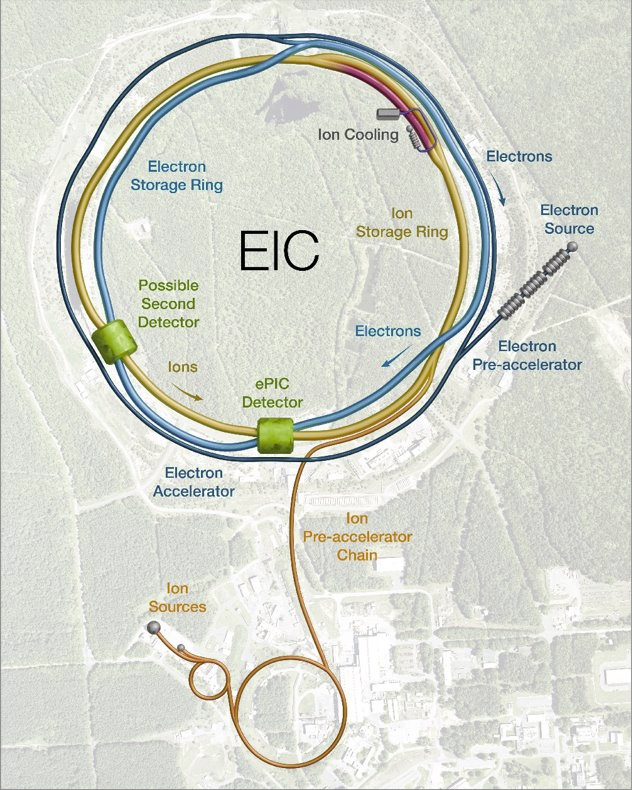 Ion Cooling
Electrons
Electron
Storage Ring
Electron
Source
Ion
Storage Ring
EIC
Possible
Second
Detector
Electrons
Electron
Pre-accelerator
Ions
ePIC
Detector
Electron
Accelerator
Ion
Pre-accelerator
Chain
Ion
Sources